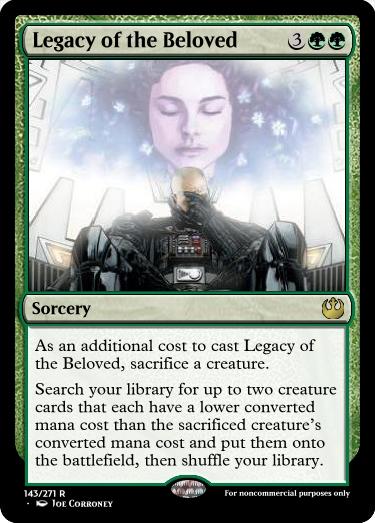 Legacy of the Beloved 3
Sorcery
As an additional cost to cast Legacy of
the Beloved, sacrifice a creature.
Search your library for up to two creature
cards that each have a lower converted
mana cost than the sacrificed creature's
converted mana cost and put them onto
the battlefield, then shuffle your library.
143/271 R
For noncommercial purposes only
· Joe Corroney